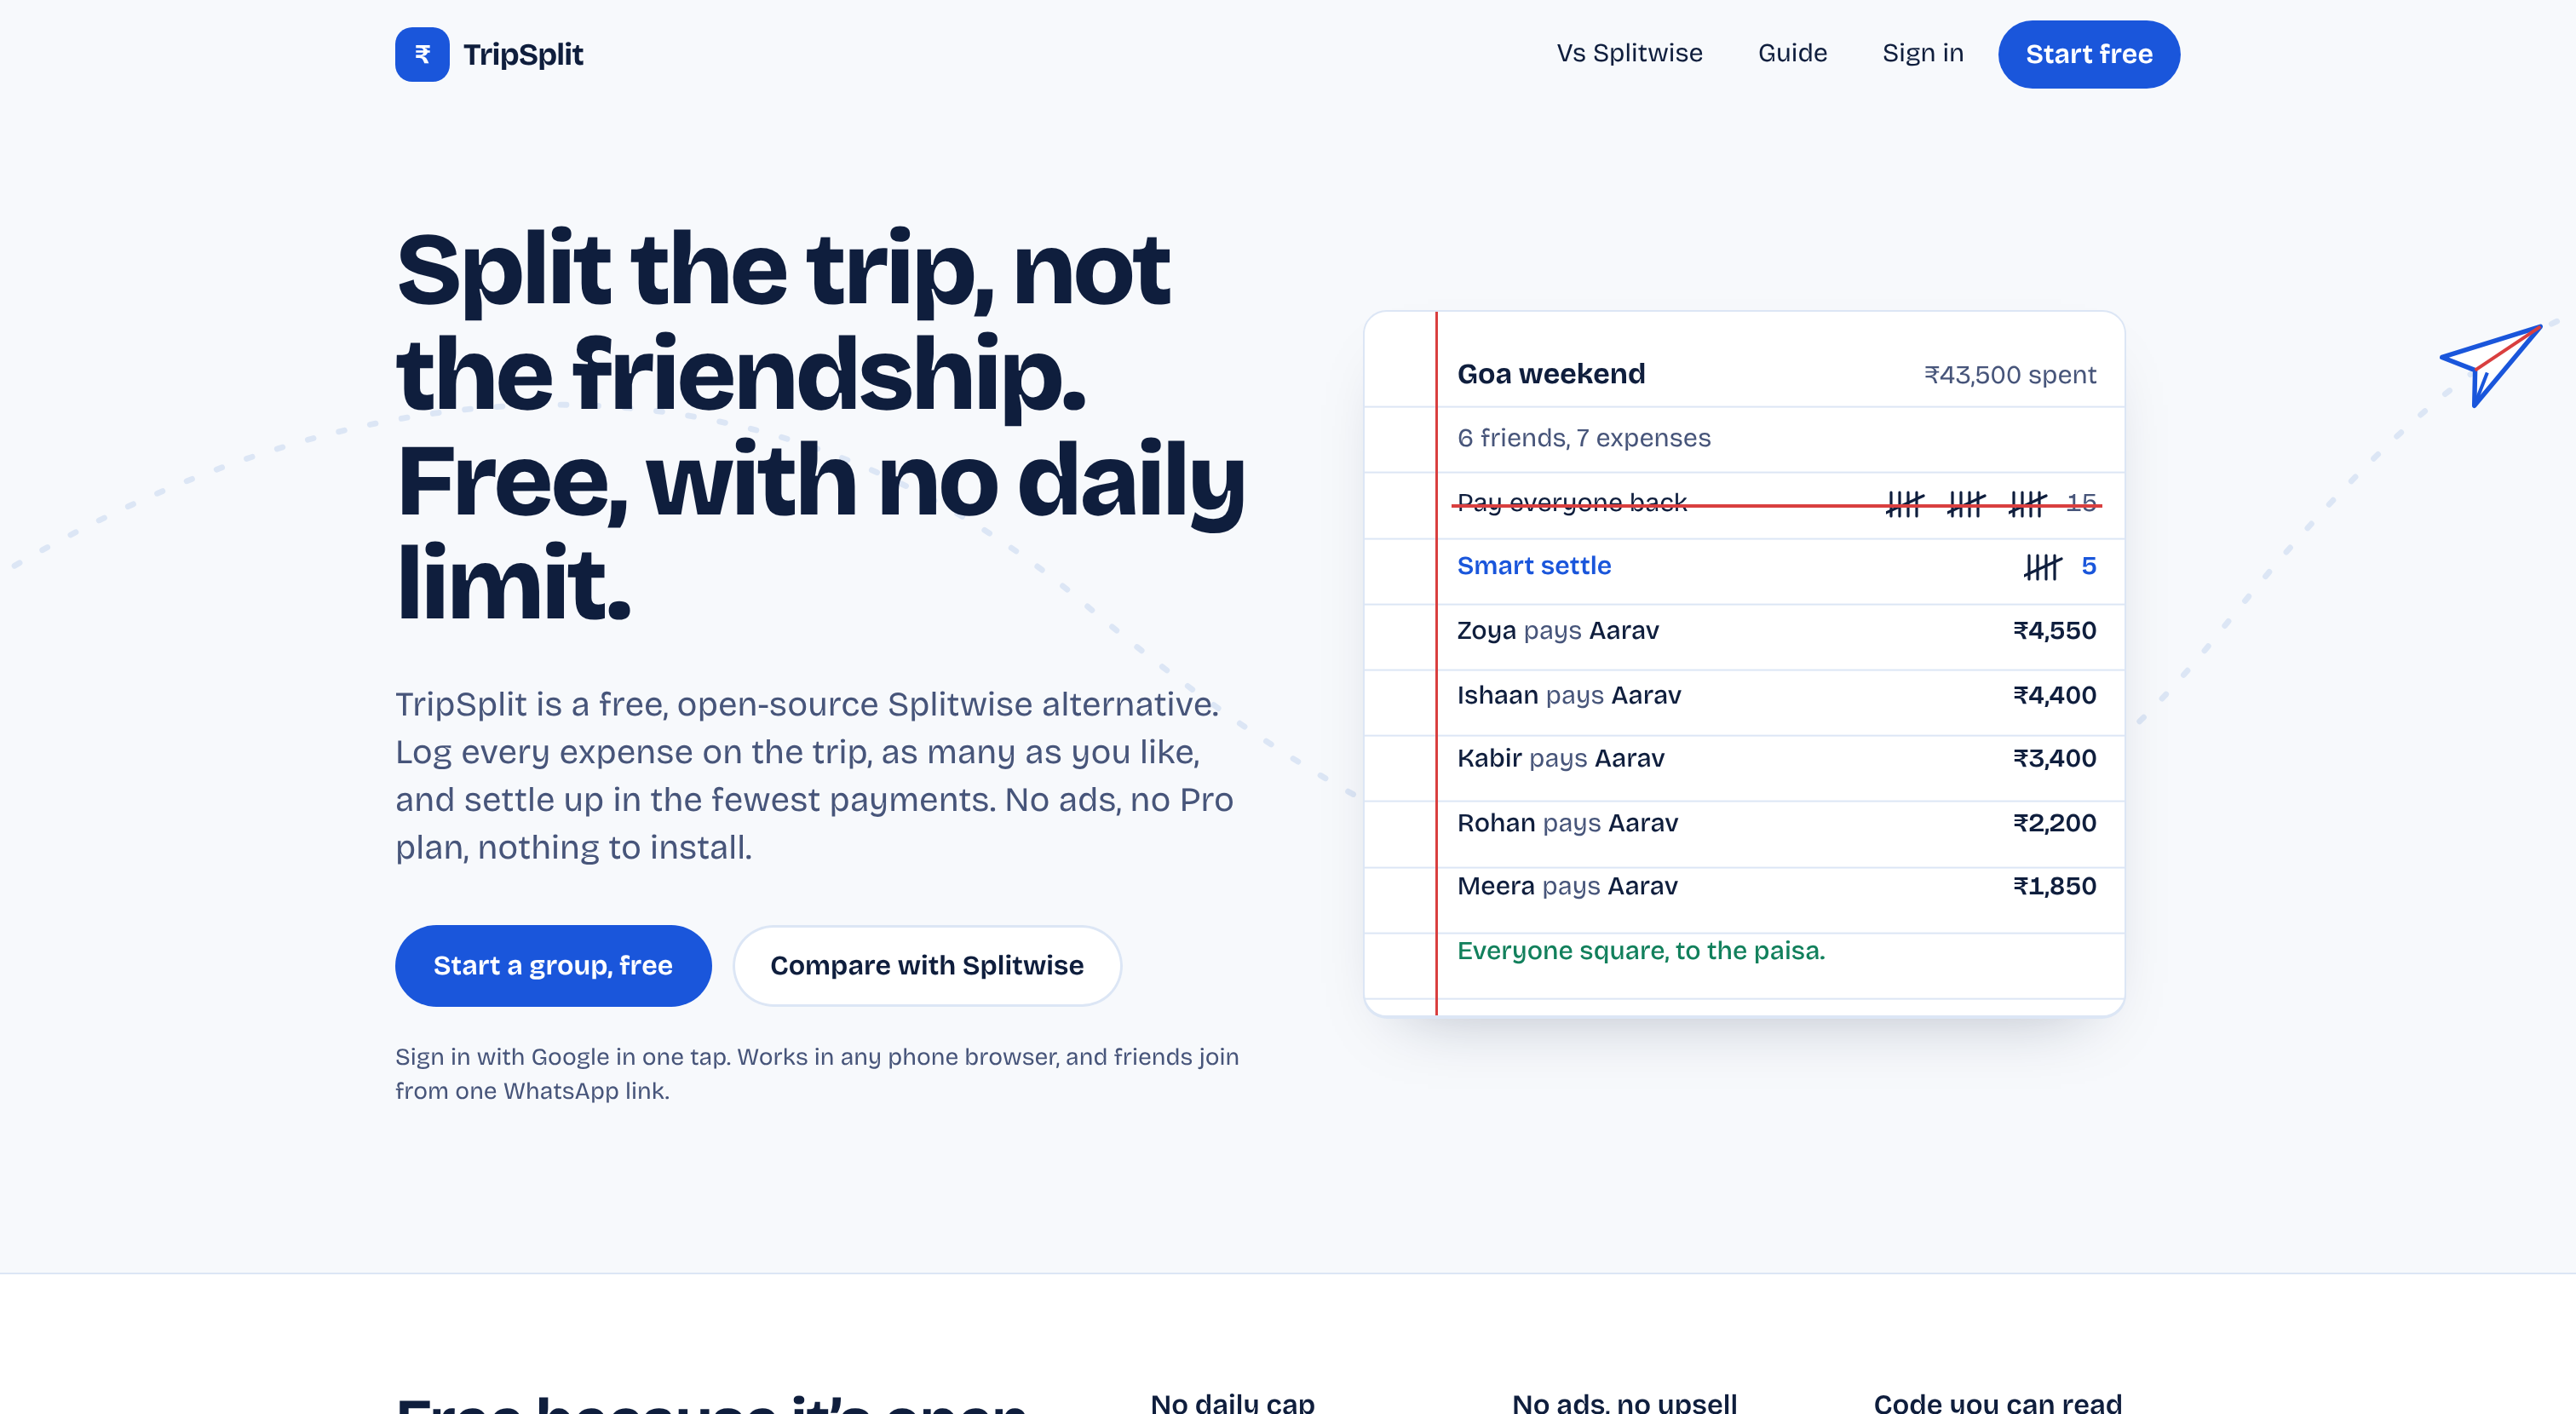 ₹ TripSplit
Vs Splitwise
Guide
Sign in
Start free
Split the trip, not
the friendship.
Free, with no daily
limit.
TripSplit is a free, open-source Splitwise alternative.
Log every expense on the trip, as many as you like,
and settle up in the fewest payments. No ads, no Pro
plan, nothing to install.
Start a group, free
Compare with Splitwise
Sign in with Google in one tap. Works in any phone browser, and friends join
from one WhatsApp link.
Goa weekend ₹43,500 spent
6 friends, 7 expenses
Pay everyone back 15
Smart settle 5
Zoya pays Aarav ₹4,550
Ishaan pays Aarav ₹4,400
Kabir pays Aarav ₹3,400
Rohan pays Aarav ₹2,200
Meera pays Aarav ₹1,850
Everyone square, to the paisa.
Free because it's open
No daily cap
No ads, no upsell
Code you can read